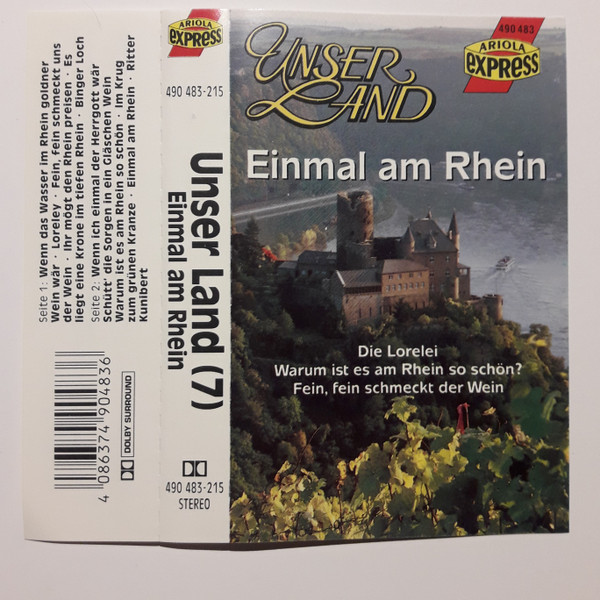 Seite 1: Wenn das Wasser im Rhein goldner
Wein wär · Loreley · Fein, fein schmeckt uns
der Wein · Ihr mögt den Rhein preisen · Es
liegt eine Krone im tiefen Rhein · Binger Loch
Seite 2: Wenn ich einmal der Herrgott wär
Schütt' die Sorgen in ein Gläschen Wein
Warum ist es am Rhein so schön · Im Krug
zum grünen Kranze · Einmal am Rhein · Ritter
Kunibert
4 086374 904836
DOLBY SURROUND
ARIOLA
EXPRESS
490 483-215
Unser Land (7)
Einmal am Rhein
490 483-215
STEREO
UNSER
LAND
490 483
ARIOLA
EXPRESS
Einmal am Rhein
Die Lorelei
Warum ist es am Rhein so schön?
Fein, fein schmeckt der Wein